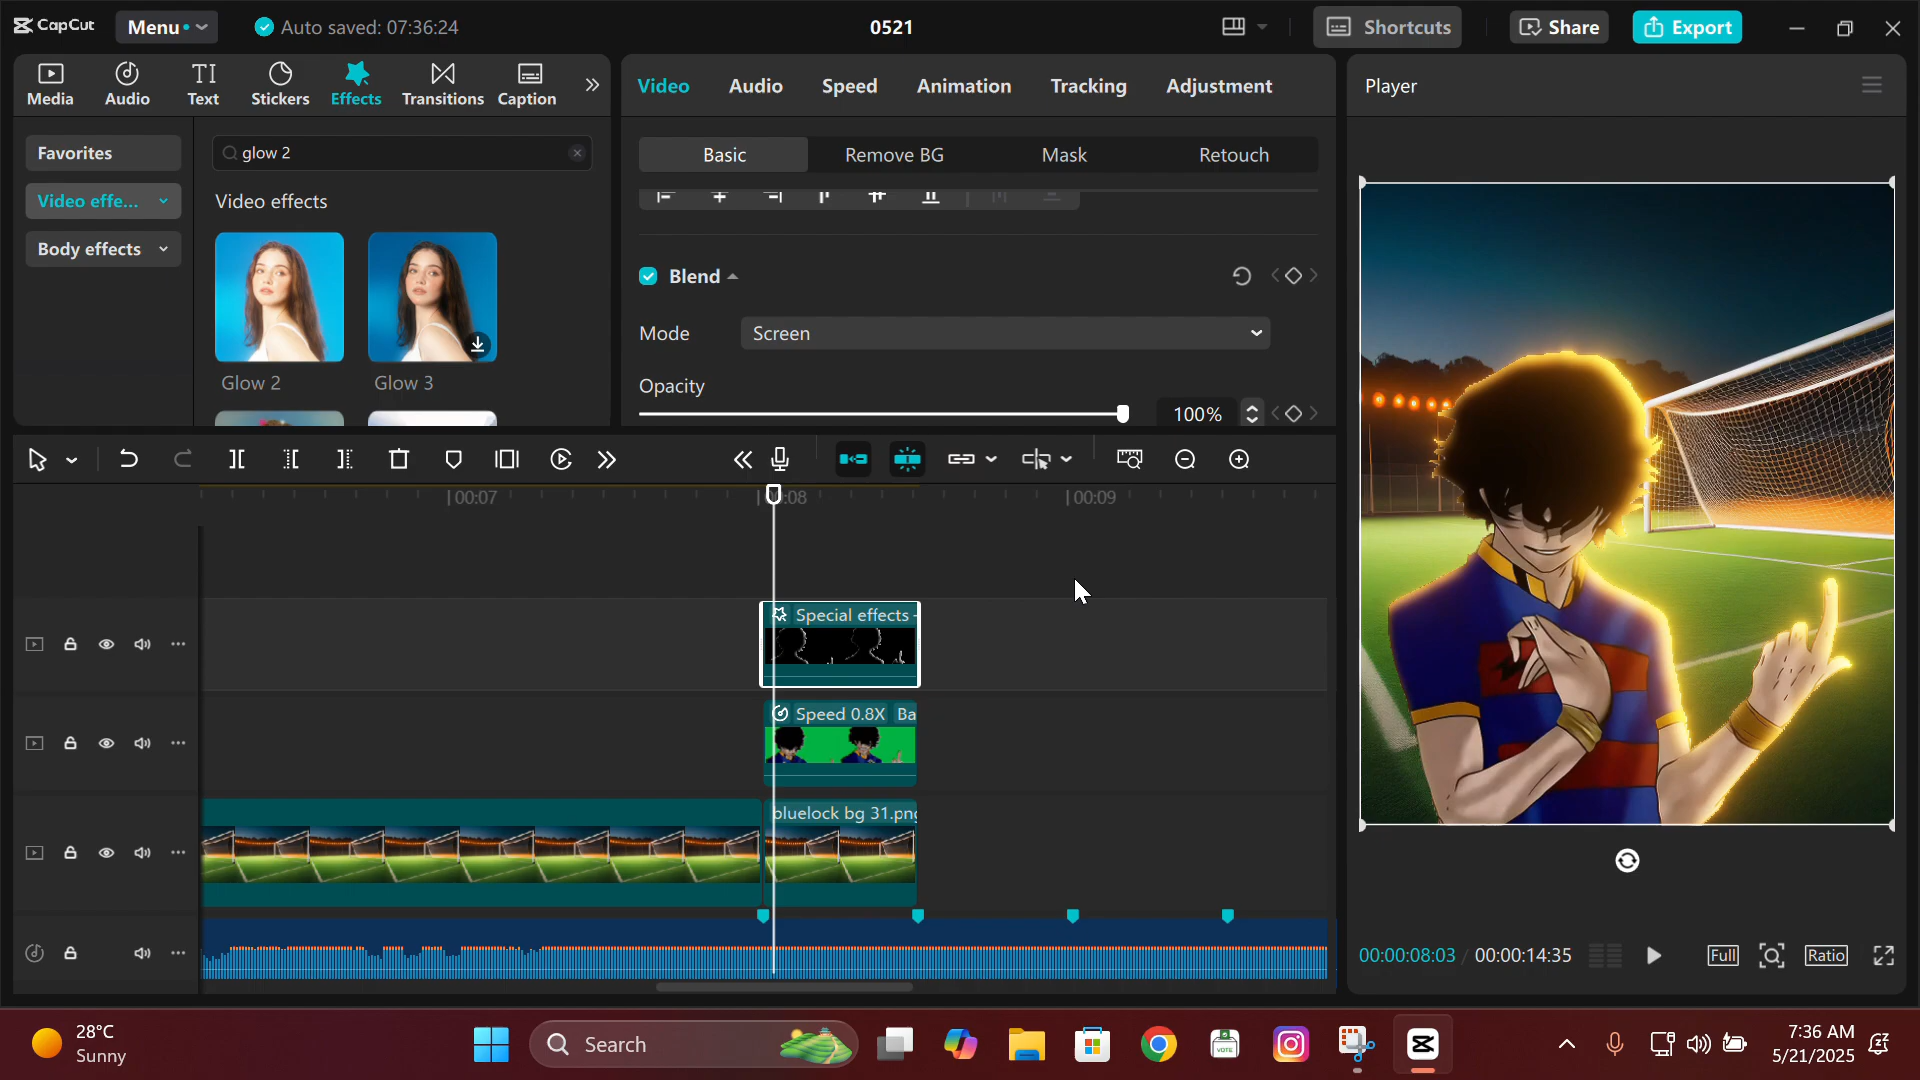 CapCut
Menu
Auto saved: 07:36:24
0521
Shortcuts
Share
Export
Media
Audio
Text
Stickers
Effects
Transitions
Caption
Video
Audio
Speed
Animation
Tracking
Adjustment
Player
Favorites
glow 2
Basic
Remove BG
Mask
Retouch
Video effe...
Video effects
Body effects
Blend
Mode
Screen
Glow 2
Glow 3
Opacity
100%
00:07
00:08
00:09
Special effects -
Speed 0.8X Ba
bluelock bg 31.png
00:00:08:03 / 00:00:14:35
Full
Ratio
28°C
Sunny
Search
VOTE
7:36 AM
5/21/2025